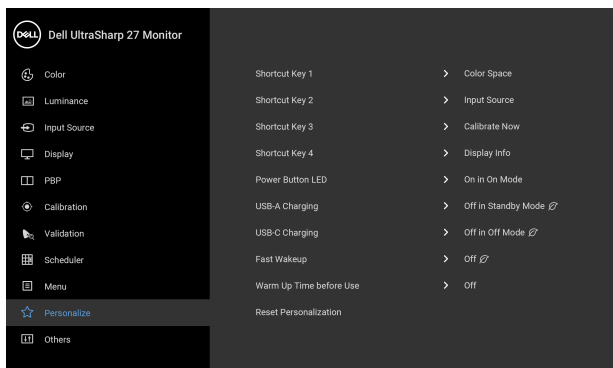 DELL Dell UltraSharp 27 Monitor
Color
Luminance
Input Source
Display
PBP
Calibration
Validation
Scheduler
Menu
Personalize
Others
Shortcut Key 1 > Color Space
Shortcut Key 2 > Input Source
Shortcut Key 3 > Calibrate Now
Shortcut Key 4 > Display Info
Power Button LED > On in On Mode
USB-A Charging > Off in Standby Mode
USB-C Charging > Off in Off Mode
Fast Wakeup > Off
Warm Up Time before Use > Off
Reset Personalization